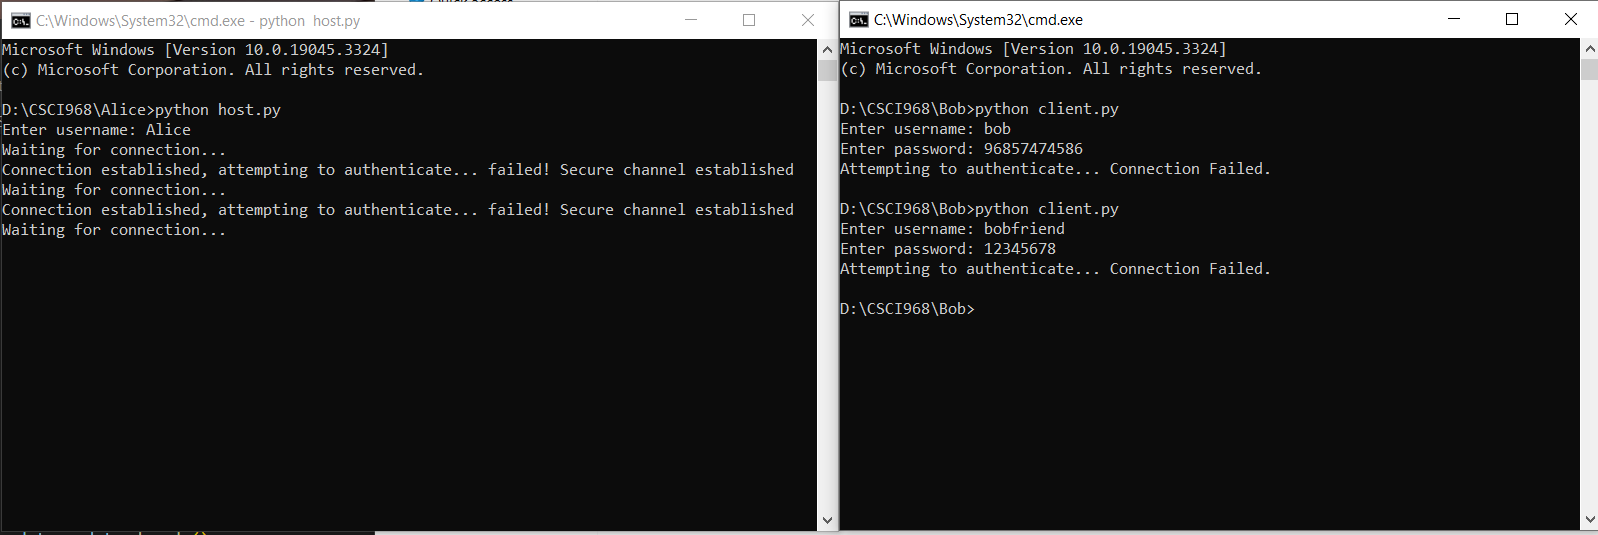 C:\Windows\System32\cmd.exe - python  host.py
Microsoft Windows [Version 10.0.19045.3324]
(c) Microsoft Corporation. All rights reserved.
D:\CSCI968\Alice>python host.py
Enter username: Alice
Waiting for connection...
Connection established, attempting to authenticate... failed! Secure channel established
Waiting for connection...
Connection established, attempting to authenticate... failed! Secure channel established
Waiting for connection...
C:\Windows\System32\cmd.exe
Microsoft Windows [Version 10.0.19045.3324]
(c) Microsoft Corporation. All rights reserved.
D:\CSCI968\Bob>python client.py
Enter username: bob
Enter password: 96857474586
Attempting to authenticate... Connection Failed.
D:\CSCI968\Bob>python client.py
Enter username: bobfriend
Enter password: 12345678
Attempting to authenticate... Connection Failed.
D:\CSCI968\Bob>